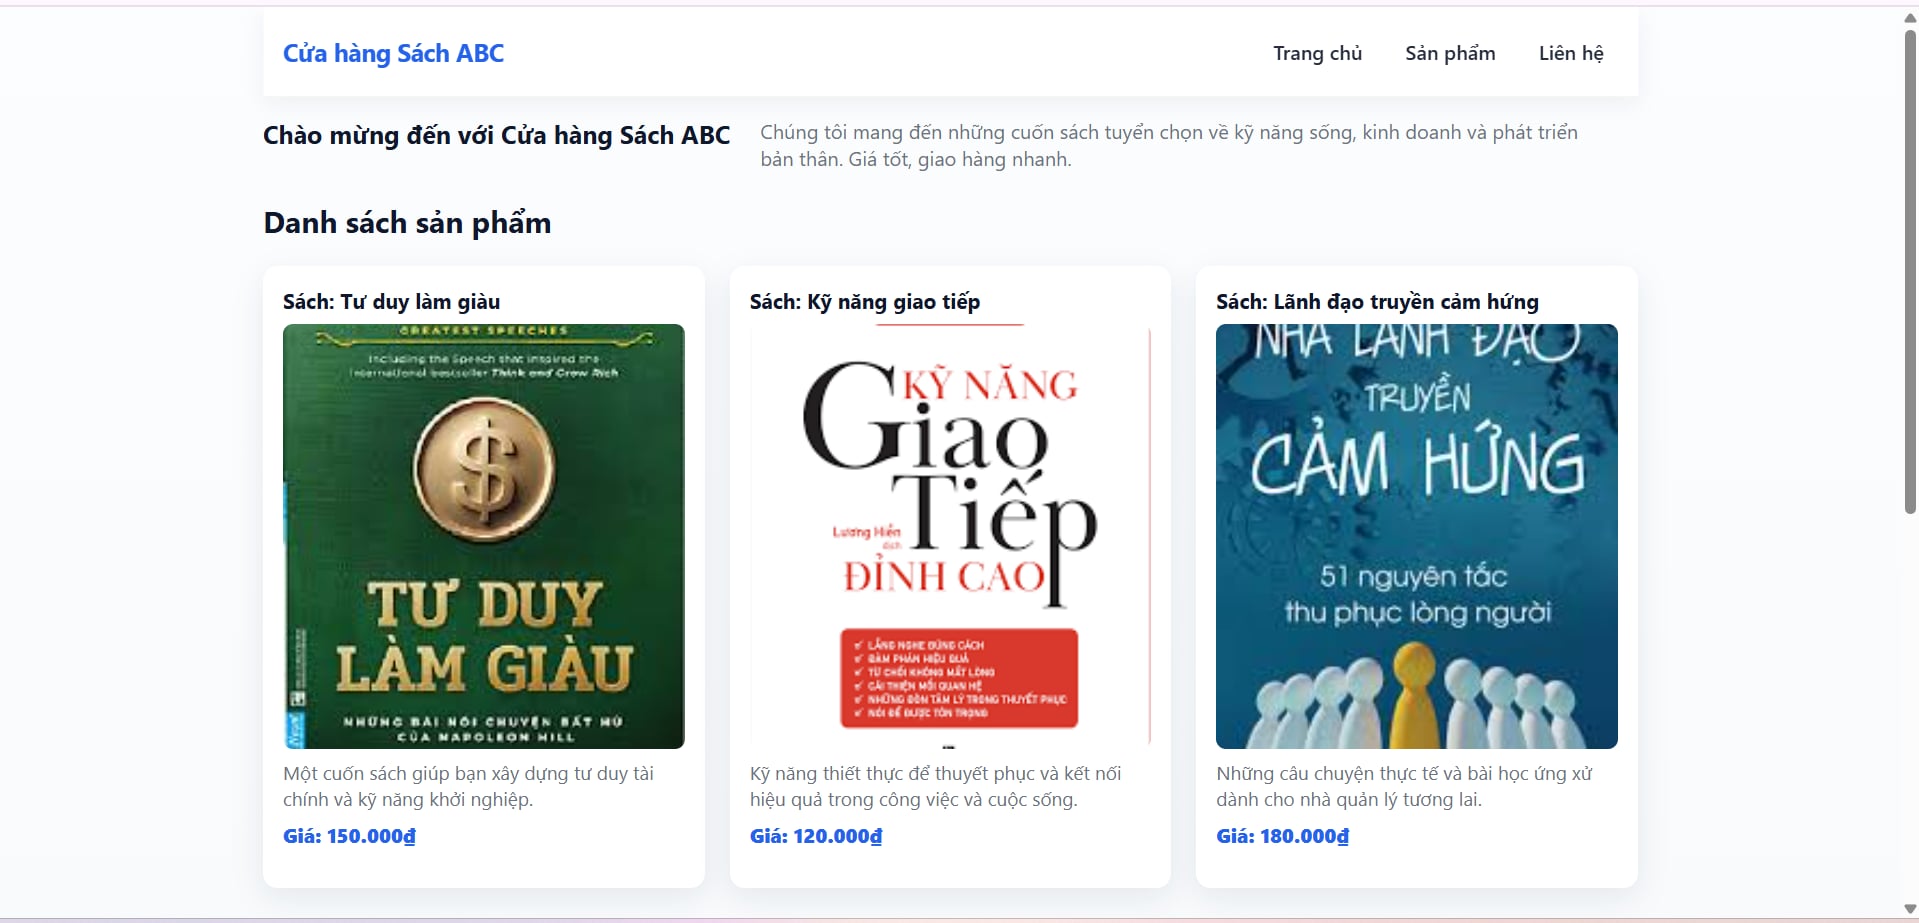 Cửa hàng Sách ABC
Trang chủ
Sản phẩm
Liên hệ
Chào mừng đến với Cửa hàng Sách ABC
Chúng tôi mang đến những cuốn sách tuyển chọn về kỹ năng sống, kinh doanh và phát triển
bản thân. Giá tốt, giao hàng nhanh.
Danh sách sản phẩm
Sách: Tư duy làm giàu
GREATEST SPEECHES
Including the Speech that inspired the
International bestseller Think and Grow Rich
$
TƯ DUY
LÀM GIÀU
NHỮNG BÀI NÓI CHUYỆN BẤT HỦ
CỦA NAPOLEON HILL
Một cuốn sách giúp bạn xây dựng tư duy tài
chính và kỹ năng khởi nghiệp.
Giá: 150.000₫
Sách: Kỹ năng giao tiếp
KỸ NĂNG
Giao
Tiếp
Lương Hiền
dịch
ĐỈNH CAO
LẮNG NGHE ĐÚNG CÁCH
ĐÀM PHÁN HIỆU QUẢ
TỪ CHỐI KHÔNG MẤT LÒNG
CẢI THIỆN MỐI QUAN HỆ
NHỮNG ĐÒN TÂM LÝ TRONG THUYẾT PHỤC
NÓI ĐỂ ĐƯỢC TÔN TRỌNG
Kỹ năng thiết thực để thuyết phục và kết nối
hiệu quả trong công việc và cuộc sống.
Giá: 120.000₫
Sách: Lãnh đạo truyền cảm hứng
NHÀ LÃNH ĐẠO
TRUYỀN
CẢM HỨNG
51 nguyên tắc
thu phục lòng người
Những câu chuyện thực tế và bài học ứng xử
dành cho nhà quản lý tương lai.
Giá: 180.000₫